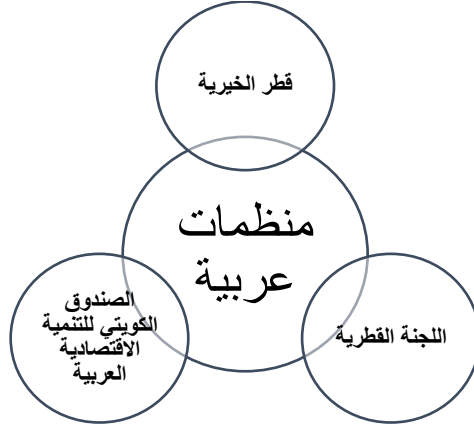 قطر الخيرية
منظمات
عربية
اللجنة القطرية
الصندوق
الكويتي للتنمية
الاقتصادية
العربية